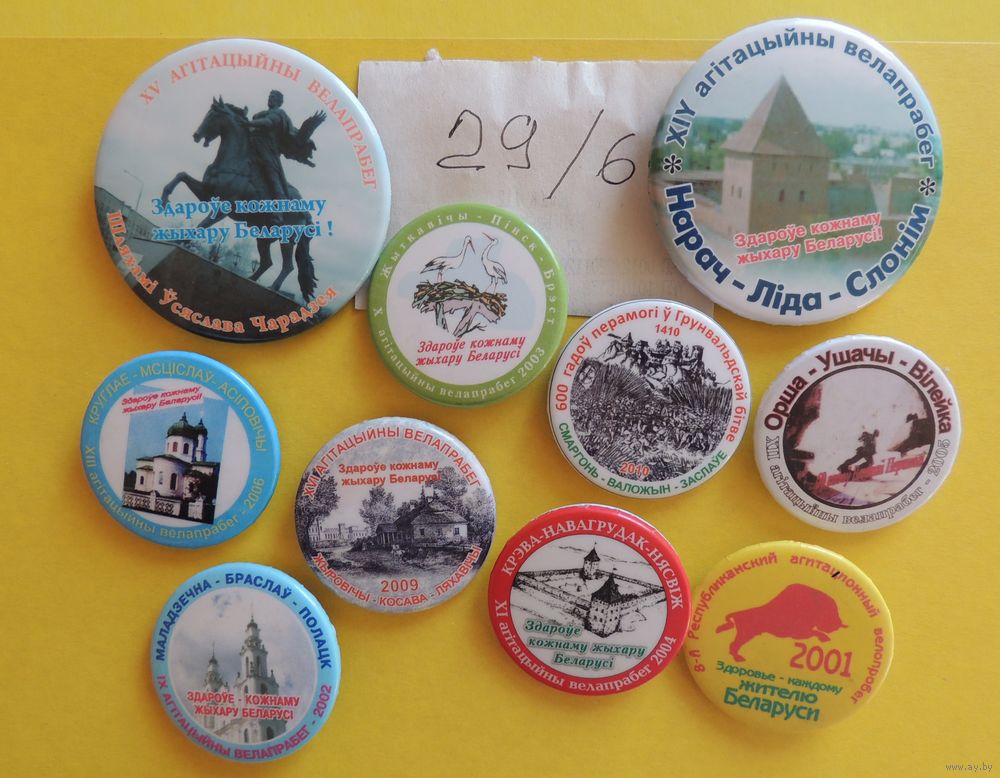 XV АГІТАЦЫЙНЫ ВЕЛАПРАБЕГ
Здароўе кожнаму
жыхару Беларусі !
Шляхамі Ўсяслава Чарадзея
29/6
* XIY агітацыйны велапрабег *
Здароўе кожнаму
жыхару Беларусі!
Нарач - Ліда - Слонім
Жыткавічы - Пінск - Брэст
Здароўе кожнаму
жыхару Беларусі
X агітацыйны велапрабег 2003
600 гадоў перамогі ў Грунвальдскай бітве
1410
2010
СМАРГОНЬ - ВАЛОЖЫН - ЗАСЛАЎЕ
Орша - Ушачы - Вілейка
XII агітацыйны велапрабег - 2005
КРУГЛАЕ - МСЦІСЛАЎ - АСІПОВІЧЫ
Здароўе кожнаму
жыхару Беларусі!
XIII агітацыйны велапрабег - 2006
XVI АГІТАЦЫЙНЫ ВЕЛАПРАБЕГ
Здароўе кожнаму
жыхару Беларусі
2009
ЖЫРОВІЧЫ - КОСАВА - ЛЯХАВІЧЫ
КРЭВА-НАВАГРУДАК-НЯСВІЖ
Здароўе
кожнаму жыхару
Беларусі
IX агітацыйны велапрабег 2004
8-й Республиканский агитационный велопробег
2001
Здоровье - каждому
жителю
Беларуси
МАЛАДЗЕЧНА - БРАСЛАЎ - ПОЛАЦК
ЗДАРОЎЕ - КОЖНАМУ
ЖЫХАРУ БЕЛАРУСІ
IX АГІТАЦЫЙНЫ ВЕЛАПРАБЕГ - 2002
www.ay.by